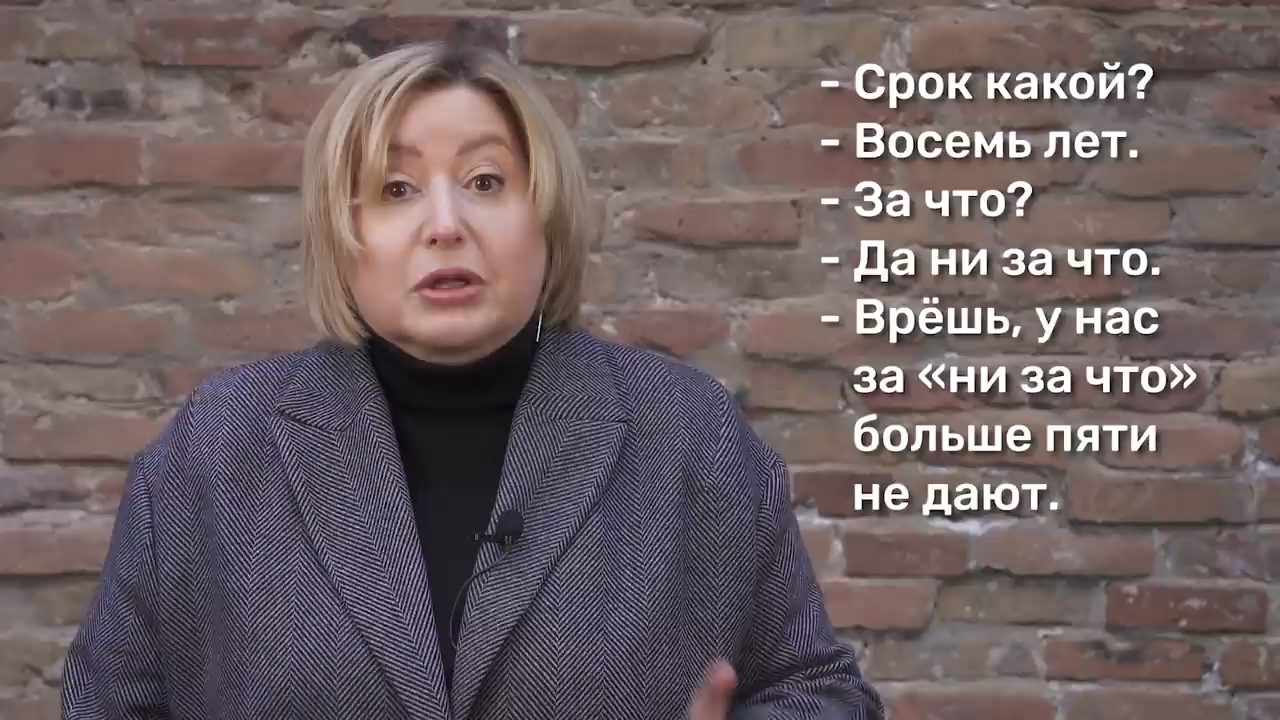 - Срок какой?
- Восемь лет.
- За что?
- Да ни за что.
- Врёшь, у нас
за «ни за что»
больше пяти
не дают.